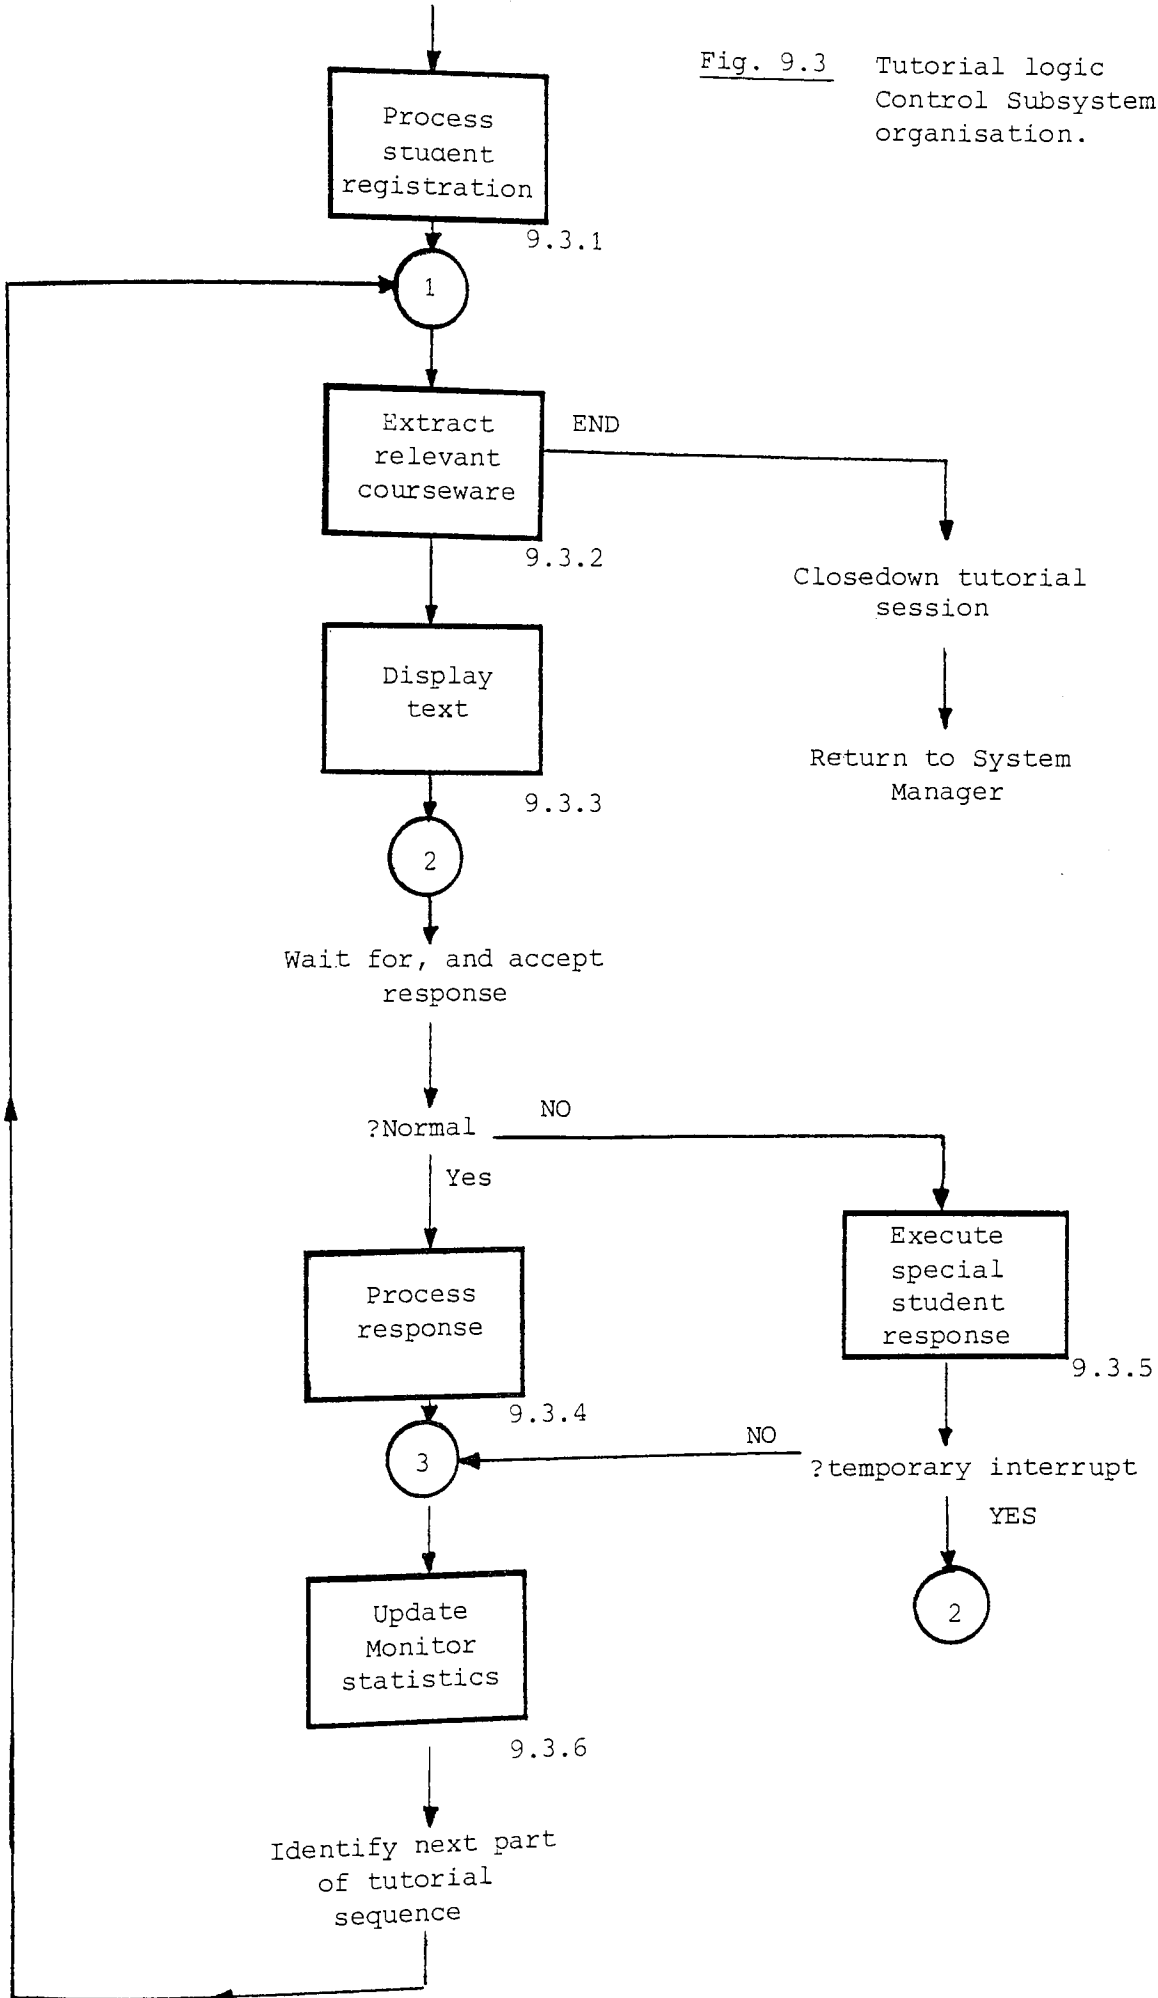 Fig. 9.3 Tutorial logic
Control Subsystem
organisation.
Process
student
registration
9.3.1
1
Extract
relevant
courseware
END
9.3.2
Closedown tutorial
session
Display
text
Return to System
Manager
9.3.3
2
Wait for, and accept
response
?Normal
NO
Yes
Execute
special
student
response
9.3.5
Process
response
9.3.4
3
NO
?temporary interrupt
YES
2
Update
Monitor
statistics
9.3.6
Identify next part
of tutorial
sequence